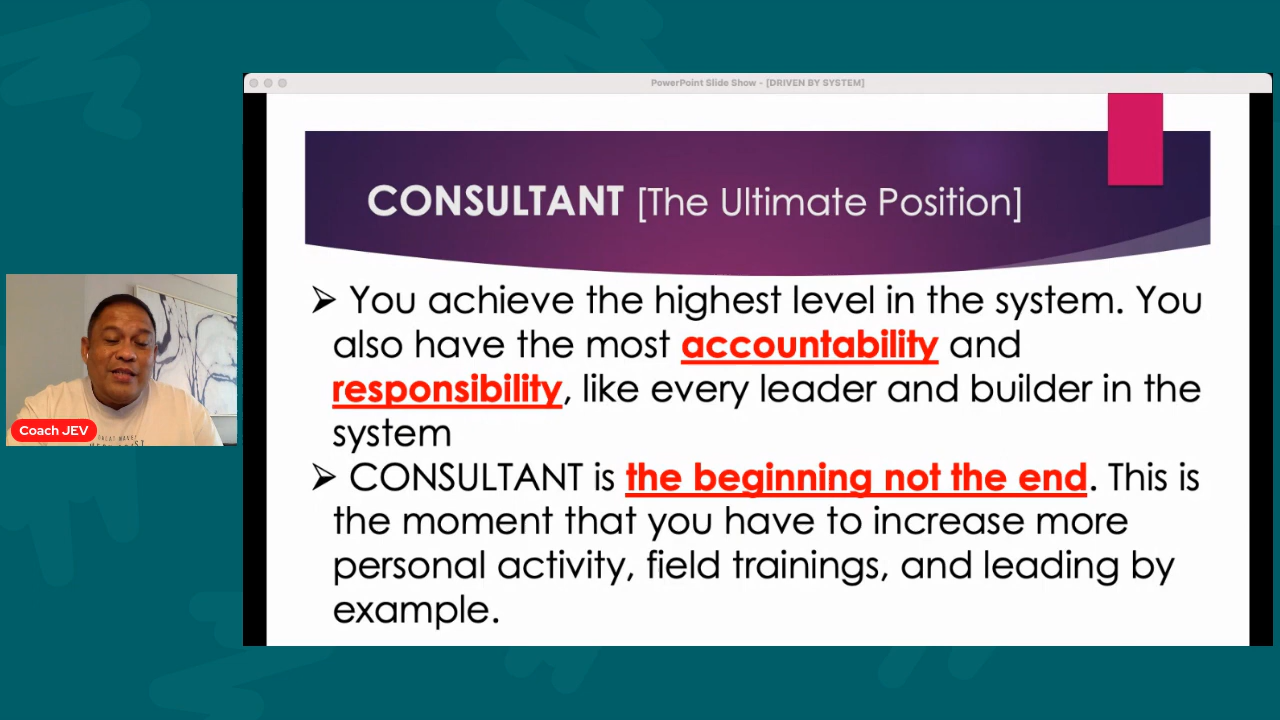 PowerPoint Slide Show - [DRIVEN BY SYSTEM]
CONSULTANT [The Ultimate Position]
➢ You achieve the highest level in the system. You
also have the most accountability and
responsibility, like every leader and builder in the
system
➢ CONSULTANT is the beginning not the end. This is
the moment that you have to increase more
personal activity, field trainings, and leading by
example.
Coach JEV